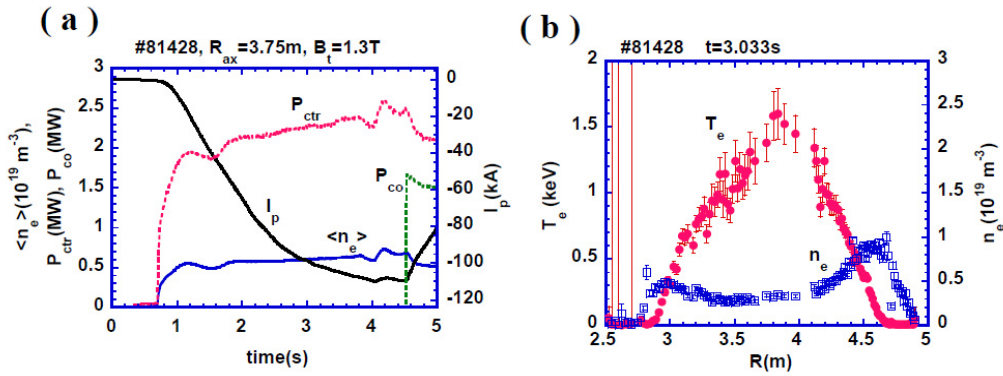 ( a )
#81428, R_ax=3.75m, B_t=1.3T
<n_e>(10^19 m^-3),
P_ctr(MW), P_co(MW)
3
2.5
2
1.5
1
0.5
0
P_ctr
P_co
I_p
<n_e>
0
-20
-40
-60
-80
-100
-120
I_p(kA)
0 1 2 3 4 5
time(s)
( b )
#81428 t=3.033s
T_e (keV)
2
1.5
1
0.5
0
T_e
n_e
3
2.5
2
1.5
1
0.5
0
n_e(10^19 m^-3)
2.5 3 3.5 4 4.5 5
R(m)